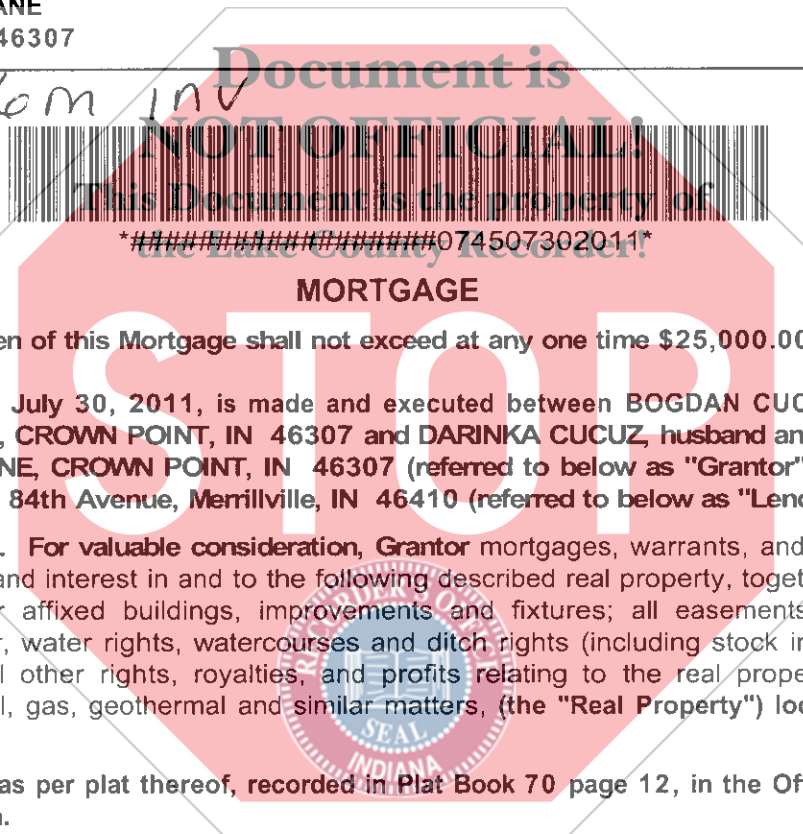 ANE
46307
Document is
om inv
NOT OFFICIAL!
This Document is the property of
*##################074507302011*
the Lake County Recorder!
MORTGAGE
STOP
en of this Mortgage shall not exceed at any one time $25,000.00
July 30, 2011, is made and executed between BOGDAN CUC
, CROWN POINT, IN 46307 and DARINKA CUCUZ, husband an
NE, CROWN POINT, IN 46307 (referred to below as "Grantor"
84th Avenue, Merrillville, IN 46410 (referred to below as "Lend
. For valuable consideration, Grantor mortgages, warrants, and
and interest in and to the following described real property, toget
r affixed buildings, improvements and fixtures; all easements
, water rights, watercourses and ditch rights (including stock in
l other rights, royalties, and profits relating to the real prope
l, gas, geothermal and similar matters, (the "Real Property") loc
RECORDER'S OFFICE
SEAL
INDIANA
as per plat thereof, recorded in Plat Book 70 page 12, in the Of